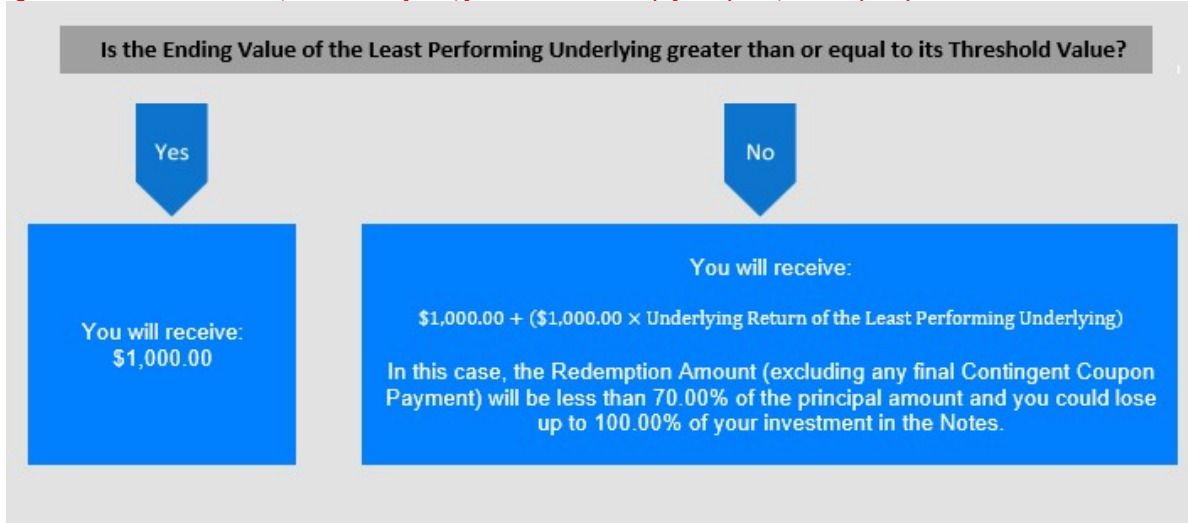 Is the Ending Value of the Least Performing Underlying greater than or equal to its Threshold Value?
Yes
No
You will receive:
$1,000.00
You will receive:
$1,000.00 + ($1,000.00 × Underlying Return of the Least Performing Underlying)
In this case, the Redemption Amount (excluding any final Contingent Coupon
Payment) will be less than 70.00% of the principal amount and you could lose
up to 100.00% of your investment in the Notes.